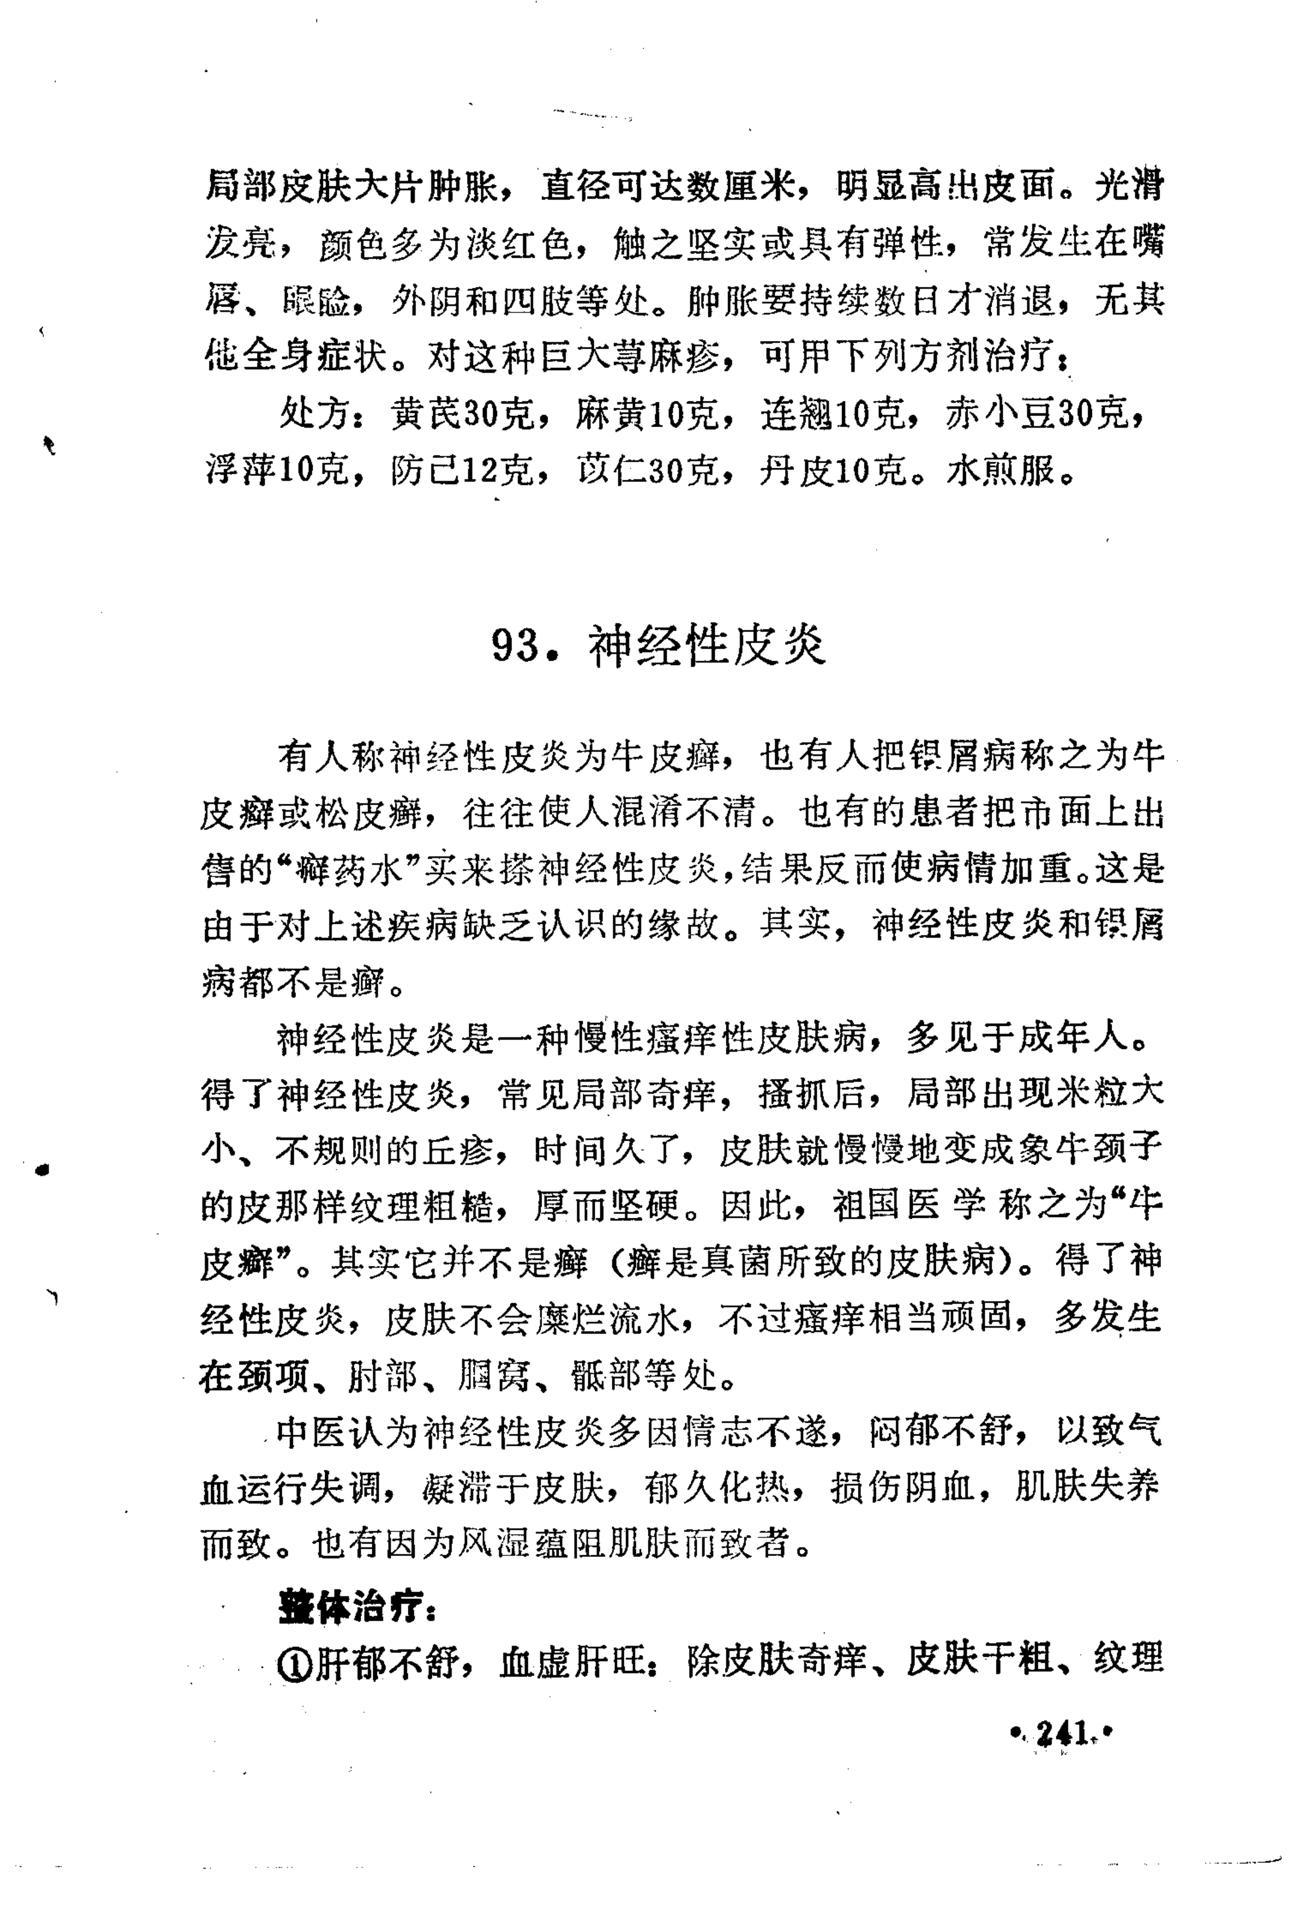 局部皮肤大片肿胀，直径可达数厘米，明显高出皮面。光滑
发亮，颜色多为淡红色，触之坚实或具有弹性，常发生在嘴
唇、眼睑，外阴和四肢等处。肿胀要持续数日才消退，无其
他全身症状。对这种巨大荨麻疹，可用下列方剂治疗：
处方：黄芪30克，麻黄10克，连翘10克，赤小豆30克，
浮萍10克，防己12克，苡仁30克，丹皮10克。水煎服。
93．神经性皮炎
有人称神经性皮炎为牛皮癣，也有人把银屑病称之为牛
皮癣或松皮癣，往往使人混淆不清。也有的患者把市面上出
售的“癣药水”买来搽神经性皮炎，结果反而使病情加重。这是
由于对上述疾病缺乏认识的缘故。其实，神经性皮炎和银屑
病都不是癣。
神经性皮炎是一种慢性瘙痒性皮肤病，多见于成年人。
得了神经性皮炎，常见局部奇痒，搔抓后，局部出现米粒大
小、不规则的丘疹，时间久了，皮肤就慢慢地变成象牛颈子
的皮那样纹理粗糙，厚而坚硬。因此，祖国医学称之为“牛
皮癣”。其实它并不是癣（癣是真菌所致的皮肤病）。得了神
经性皮炎，皮肤不会糜烂流水，不过瘙痒相当顽固，多发生
在颈项、肘部、腘窝、骶部等处。
中医认为神经性皮炎多因情志不遂，闷郁不舒，以致气
血运行失调，凝滞于皮肤，郁久化热，损伤阴血，肌肤失养
而致。也有因为风湿蕴阻肌肤而致者。
整体治疗：
①肝郁不舒，血虚肝旺：除皮肤奇痒、皮肤干粗、纹理
•241•